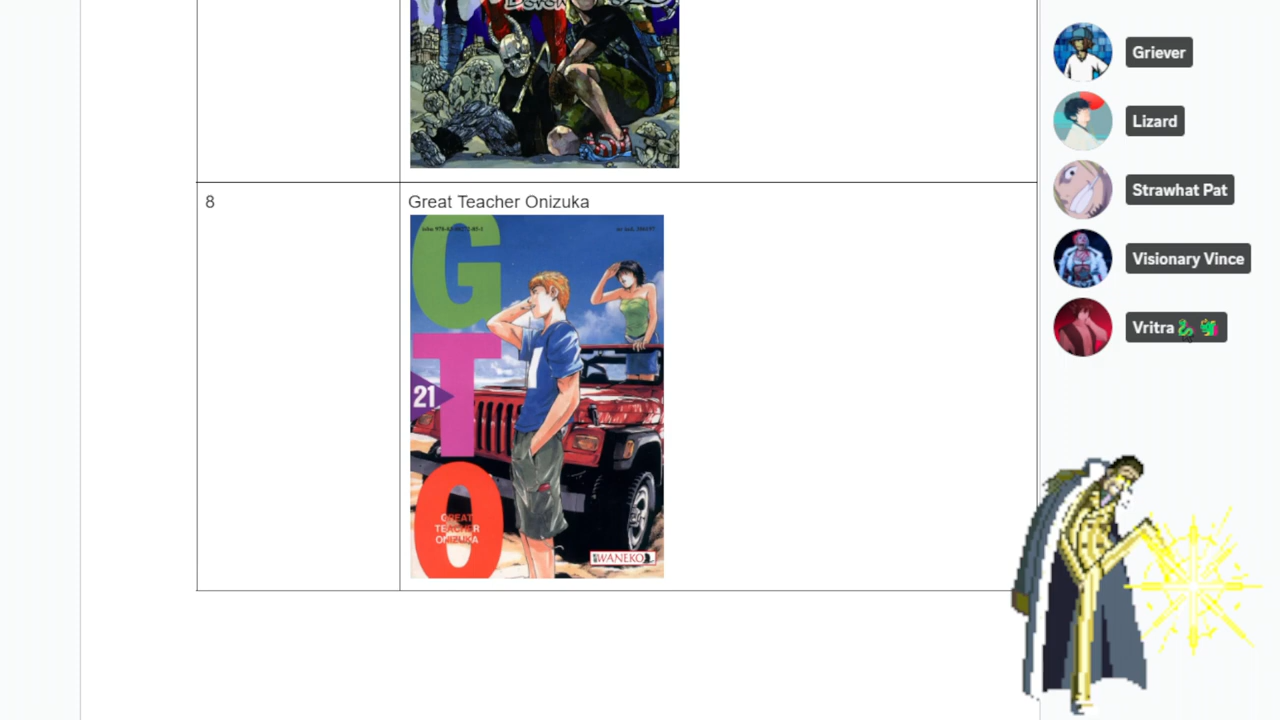 8
Great Teacher Onizuka
G
T
O
21
GREAT
TEACHER
ONIZUKA
WANEKO
Griever
Lizard
Strawhat Pat
Visionary Vince
Vritra